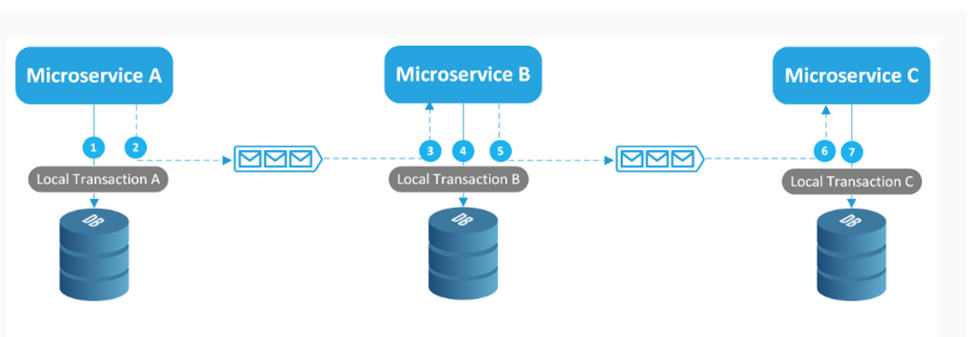 Microservice A
Microservice B
Microservice C
1
2
3
4
5
6
7
Local Transaction A
Local Transaction B
Local Transaction C
DB
DB
DB